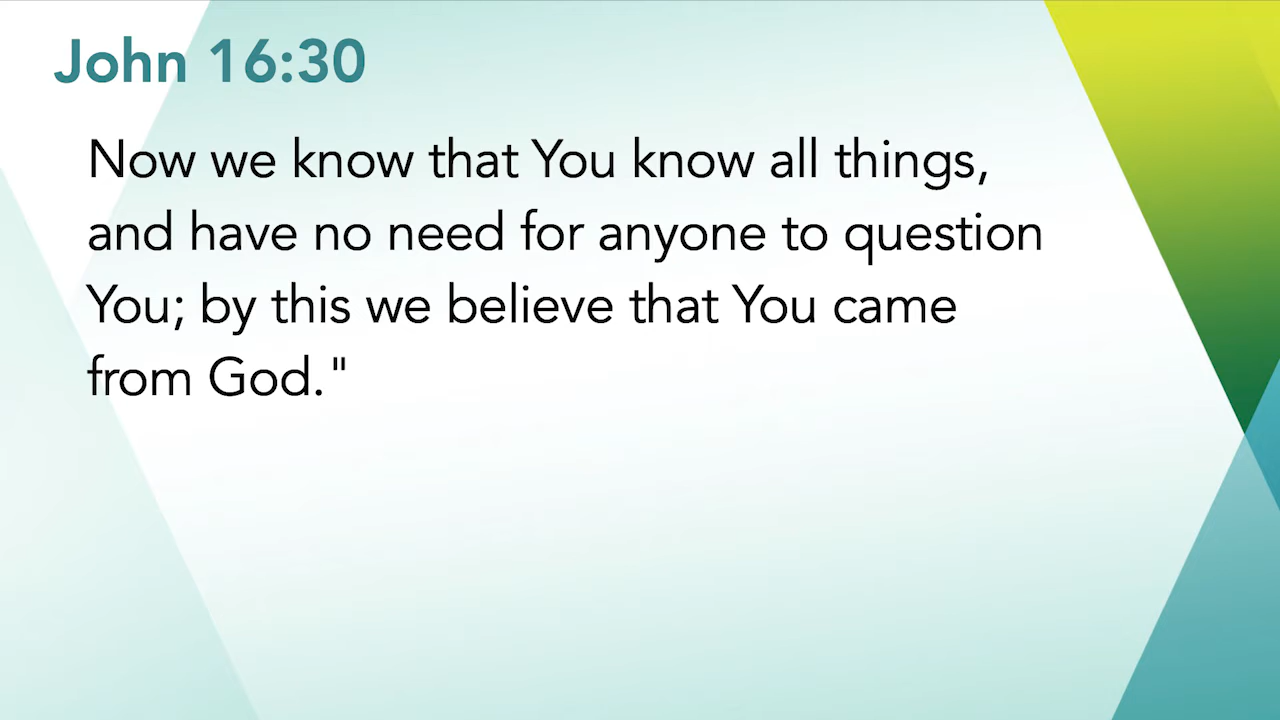 John 16:30
Now we know that You know all things,
and have no need for anyone to question
You; by this we believe that You came
from God."